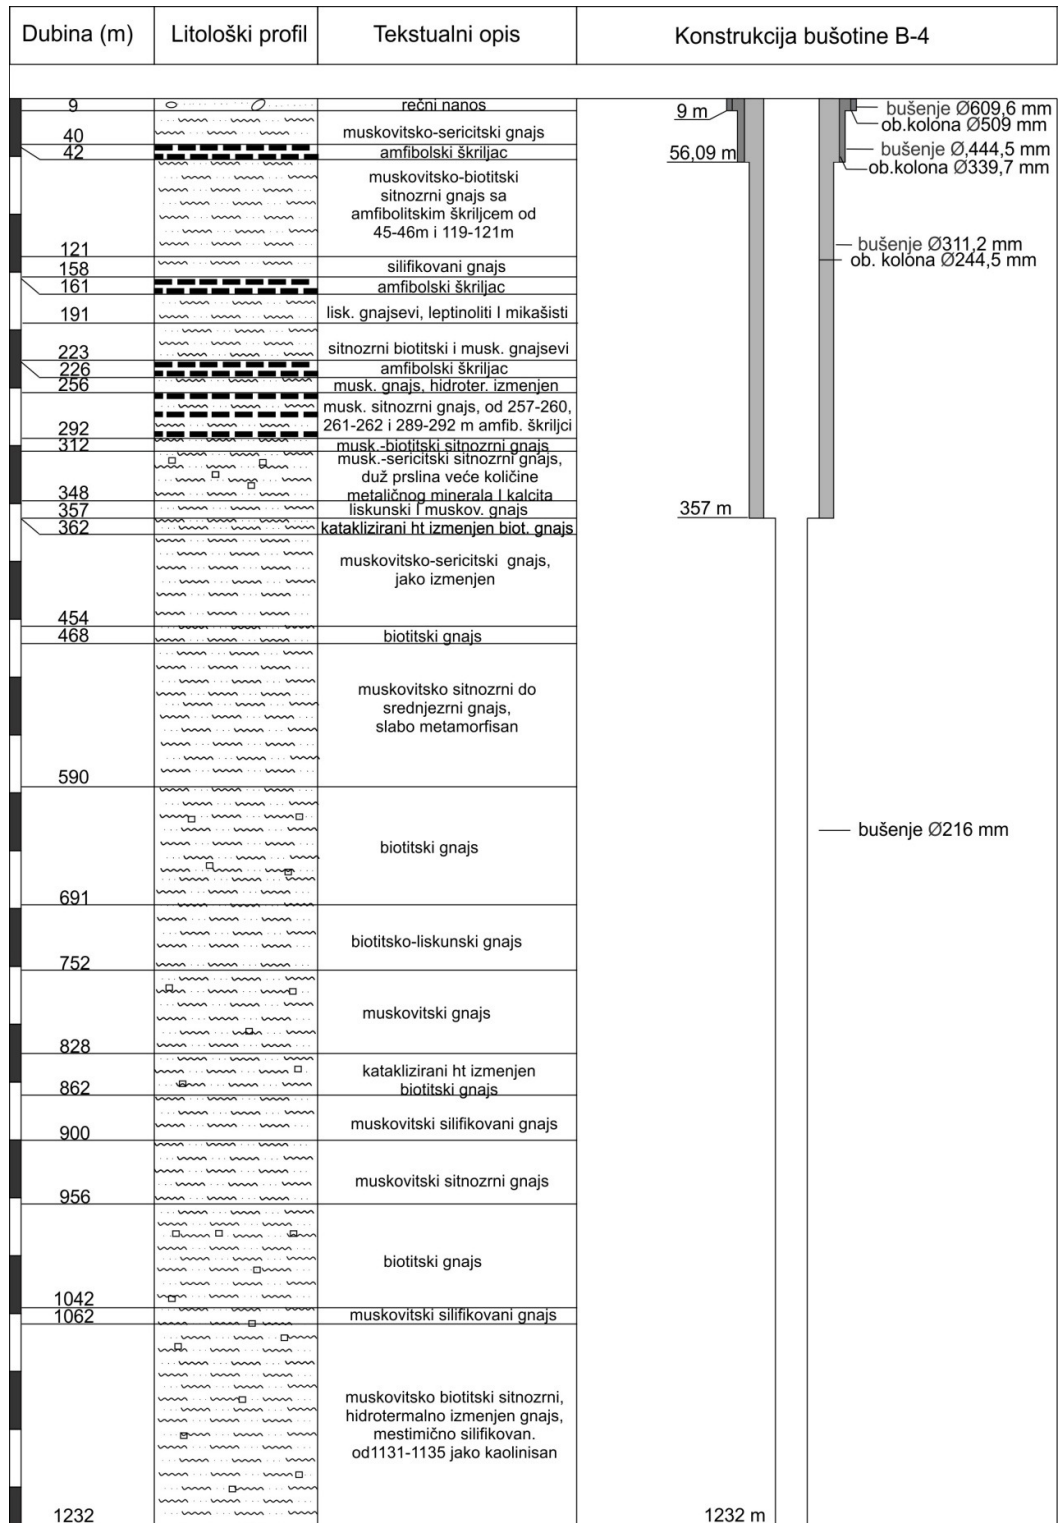 Dubina (m)
Litološki profil
Tekstualni opis
Konstrukcija bušotine B-4
9
rečni nanos
9 m
bušenje Ø609,6 mm
ob.kolona Ø509 mm
40
muskovitsko-sericitski gnajs
42
amfibolski škriljac
56,09 m
bušenje Ø,444,5 mm
ob.kolona Ø339,7 mm
muskovitsko-biotitski
sitnozrni gnajs sa
amfibolitskim škriljcem od
45-46m i 119-121m
121
bušenje Ø311,2 mm
ob. kolona Ø244,5 mm
158
silifikovani gnajs
161
amfibolski škriljac
191
lisk. gnajsevi, leptinoliti I mikašisti
223
sitnozrni biotitski i musk. gnajsevi
226
amfibolski škriljac
256
musk. gnajs, hidroter. izmenjen
musk. sitnozrni gnajs, od 257-260,
261-262 i 289-292 m amfib. škriljci
292
312
musk.-biotitski sitnozrni gnajs
musk.-sericitski sitnozrni gnajs,
duž prslina veće količine
metaličnog minerala I kalcita
348
357
liskunski I muskov. gnajs
357 m
362
kataklizirani ht izmenjen biot. gnajs
muskovitsko-sericitski gnajs,
jako izmenjen
454
468
biotitski gnajs
muskovitsko sitnozrni do
srednjezrni gnajs,
slabo metamorfisan
590
biotitski gnajs
bušenje Ø216 mm
691
biotitsko-liskunski gnajs
752
muskovitski gnajs
828
kataklizirani ht izmenjen
biotitski gnajs
862
muskovitski silifikovani gnajs
900
muskovitski sitnozrni gnajs
956
biotitski gnajs
1042
1062
muskovitski silifikovani gnajs
muskovitsko biotitski sitnozrni,
hidrotermalno izmenjen gnajs,
mestimično silifikovan.
od1131-1135 jako kaolinisan
1232
1232 m